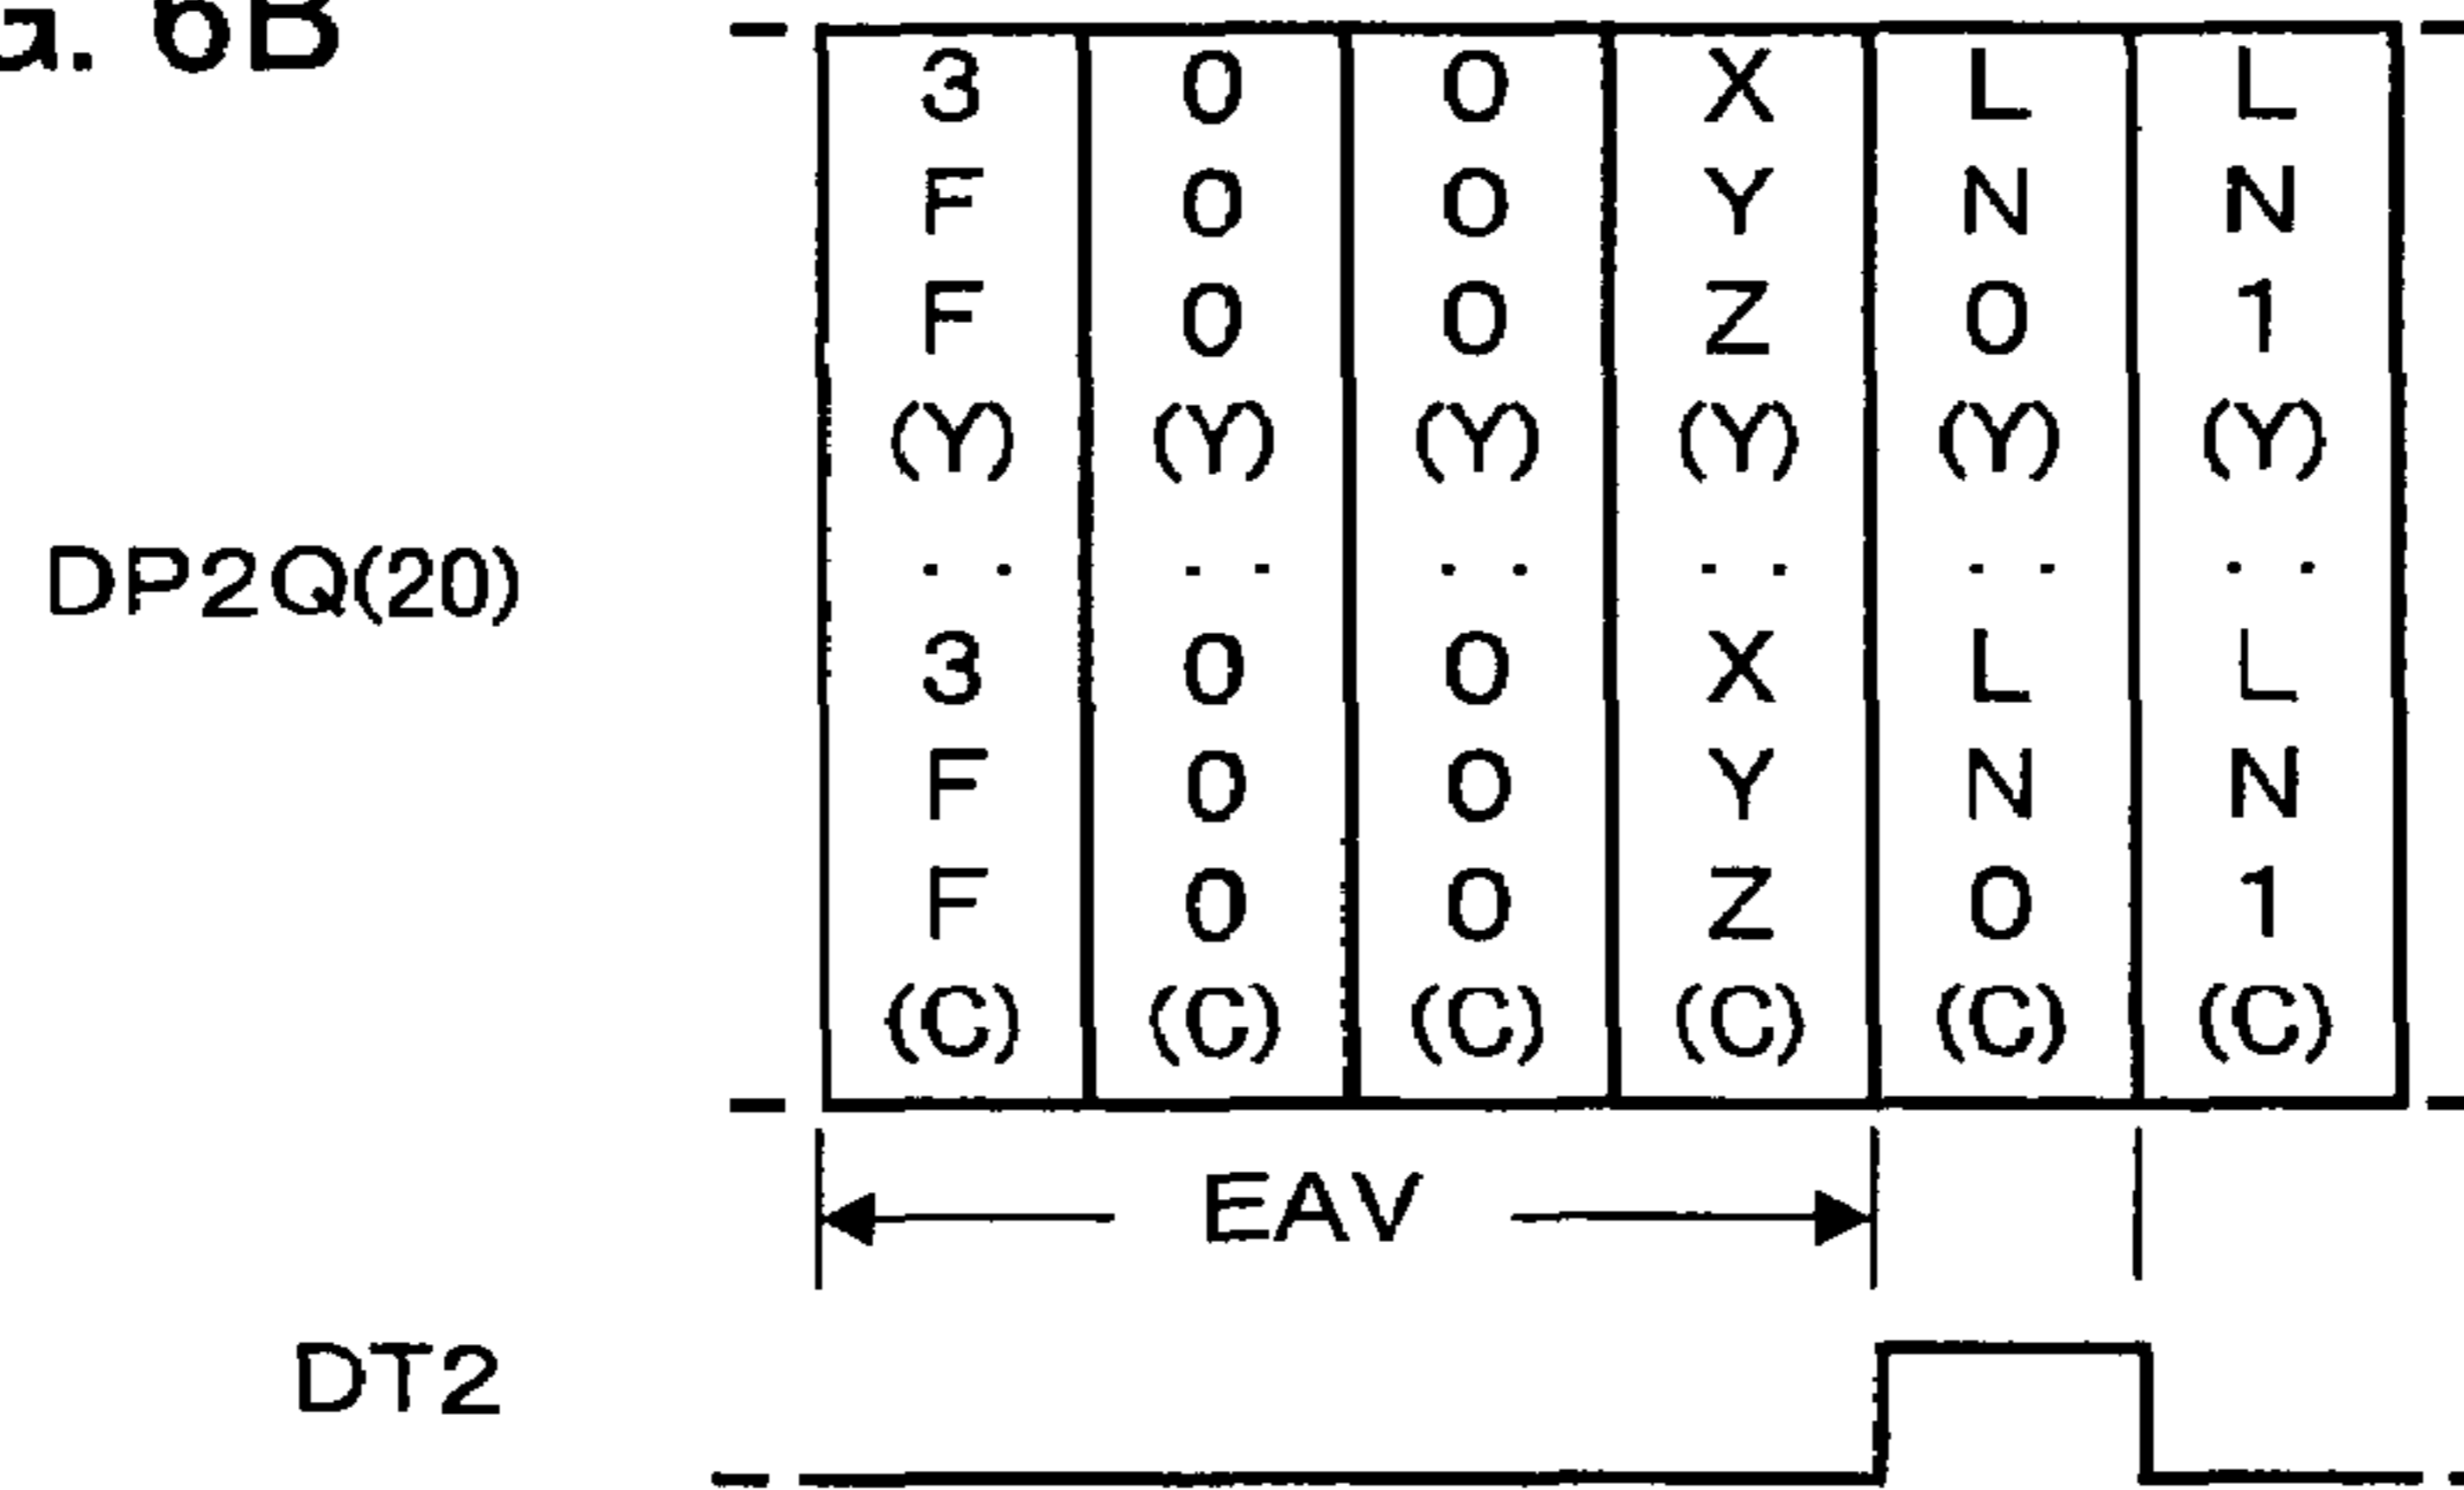 G. 6B
3 0 0 X L L
F 0 0 Y N N
F 0 0 Z 0 1
(Y) (Y) (Y) (Y) (Y) (Y)
DP2Q(20)
·· ·· ·· ·· ·· ··
3 0 0 X L L
F 0 0 Y N N
F 0 0 Z 0 1
(C) (C) (C) (C) (C) (C)
EAV
DT2